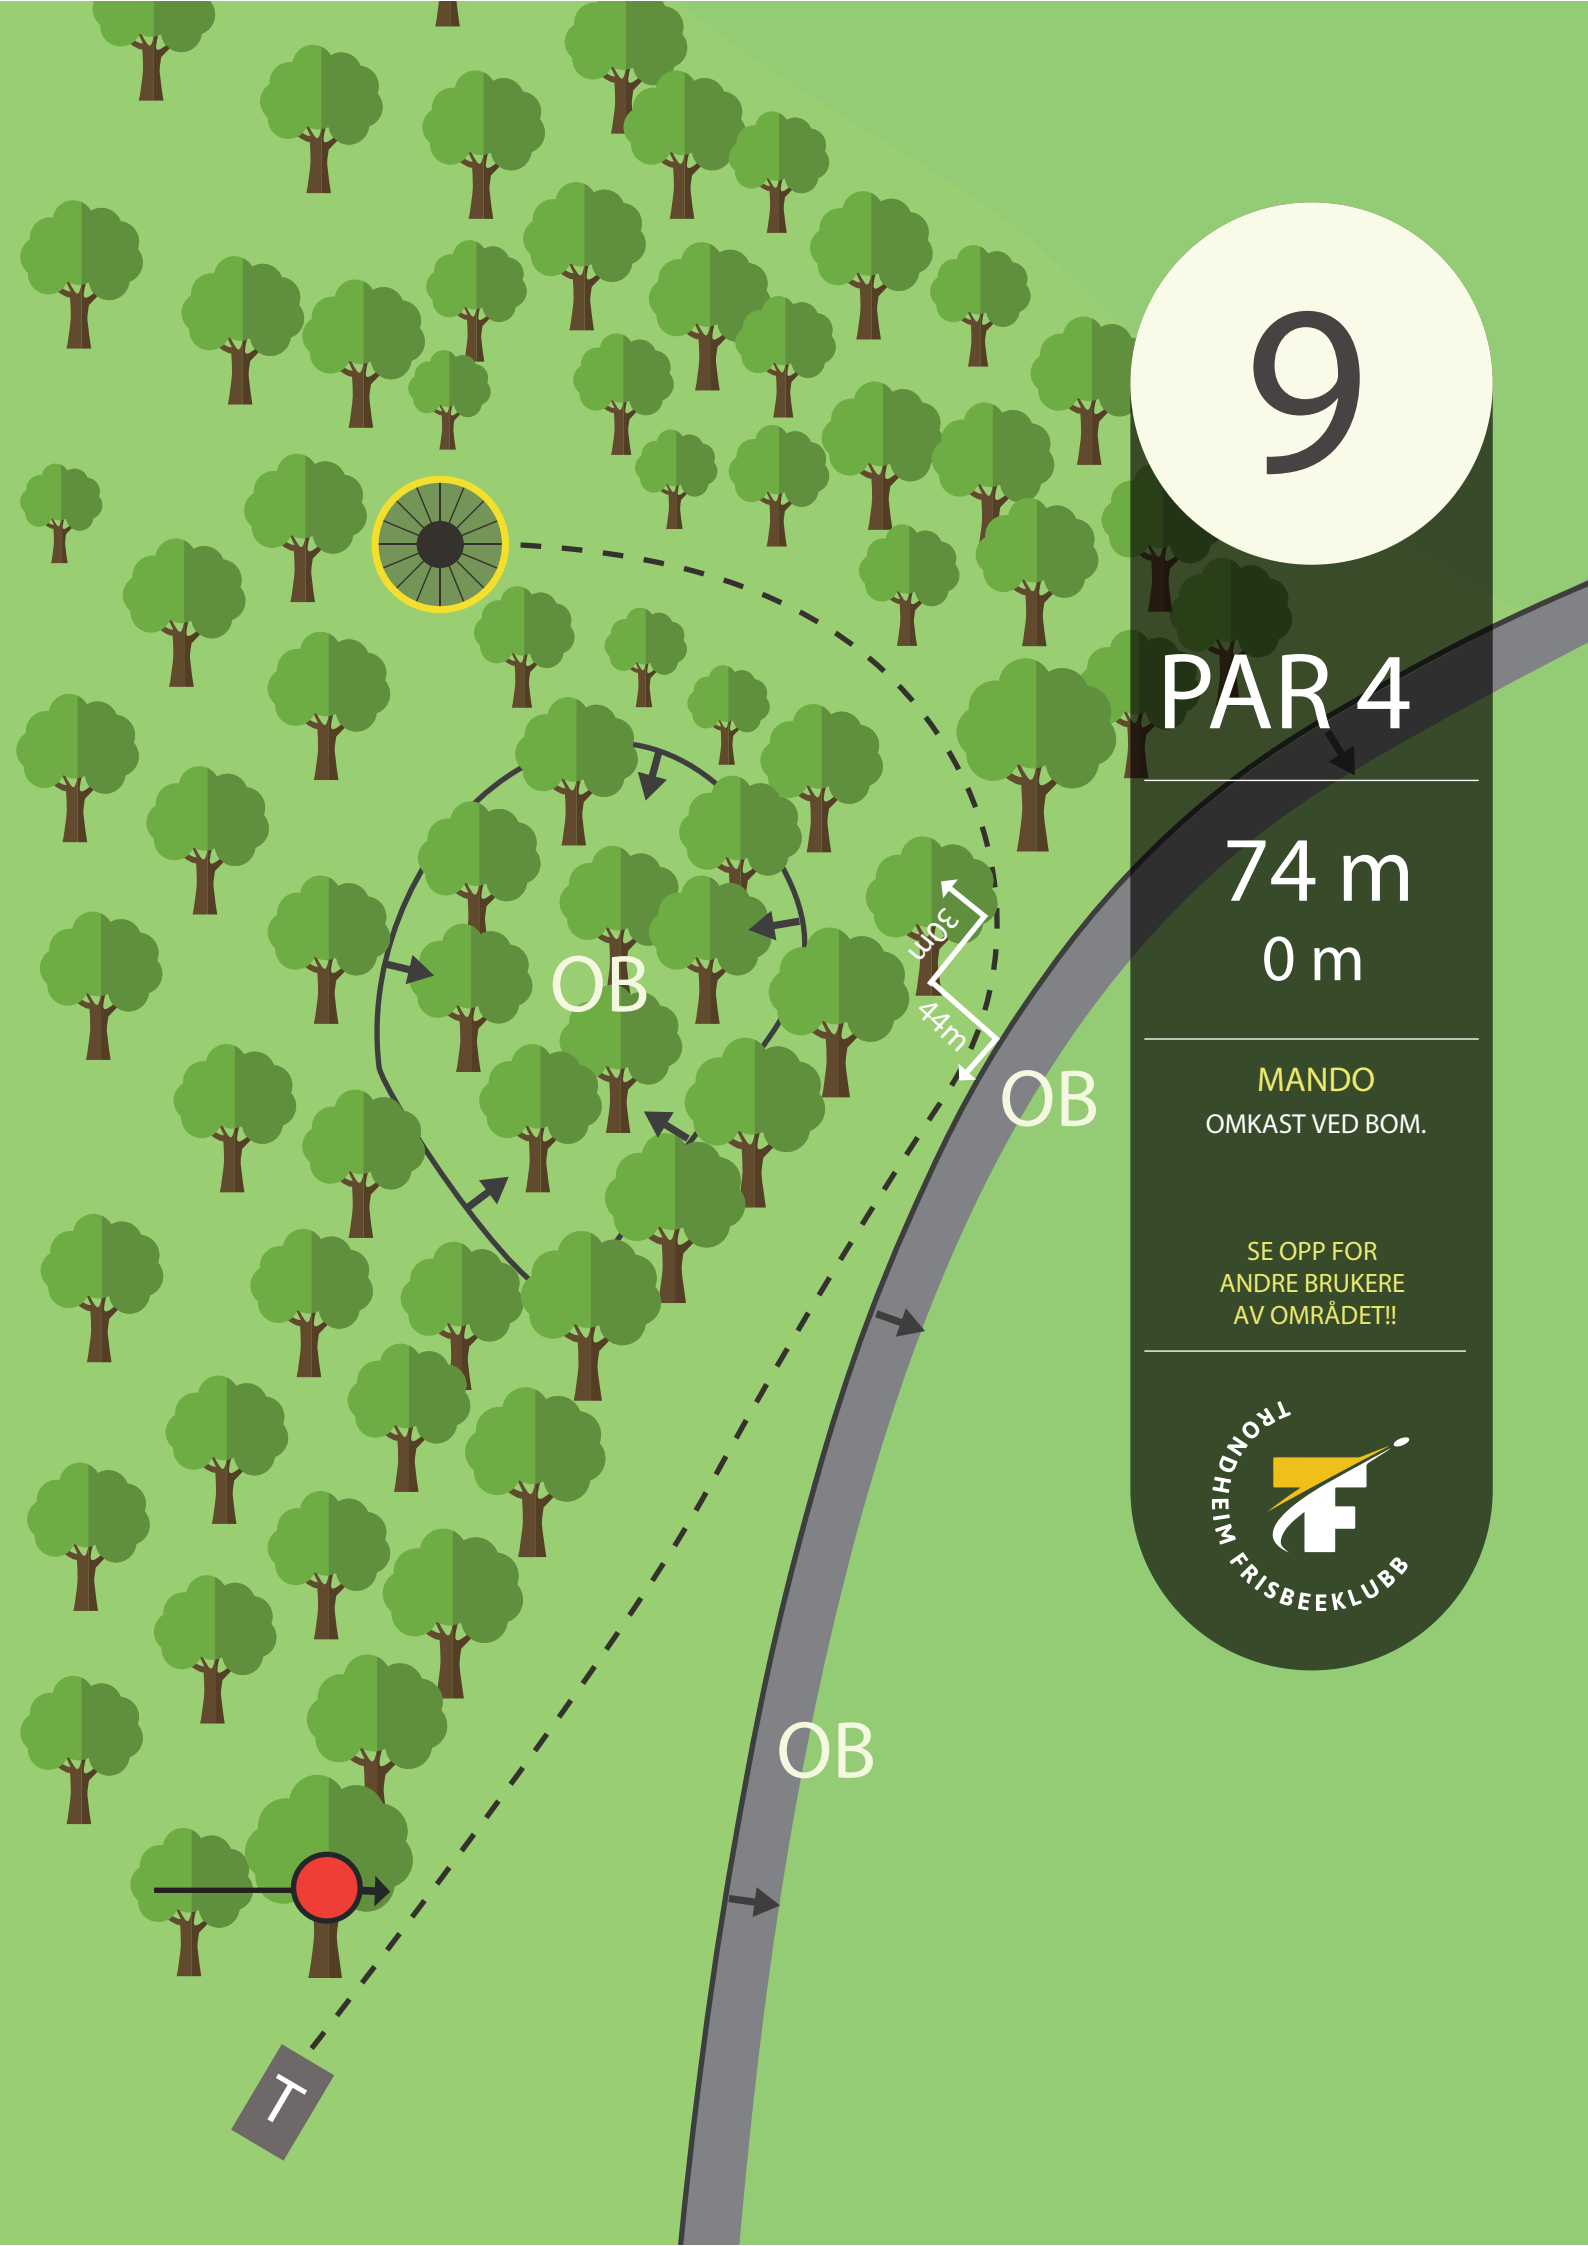 9
PAR 4
74 m
0 m
MANDO
OMKAST VED BOM.
SE OPP FOR
ANDRE BRUKERE
AV OMRÅDET!!
TRONDHEIM FRISBEEKLUBB
TF
OB
30m
44m
OB
OB
T